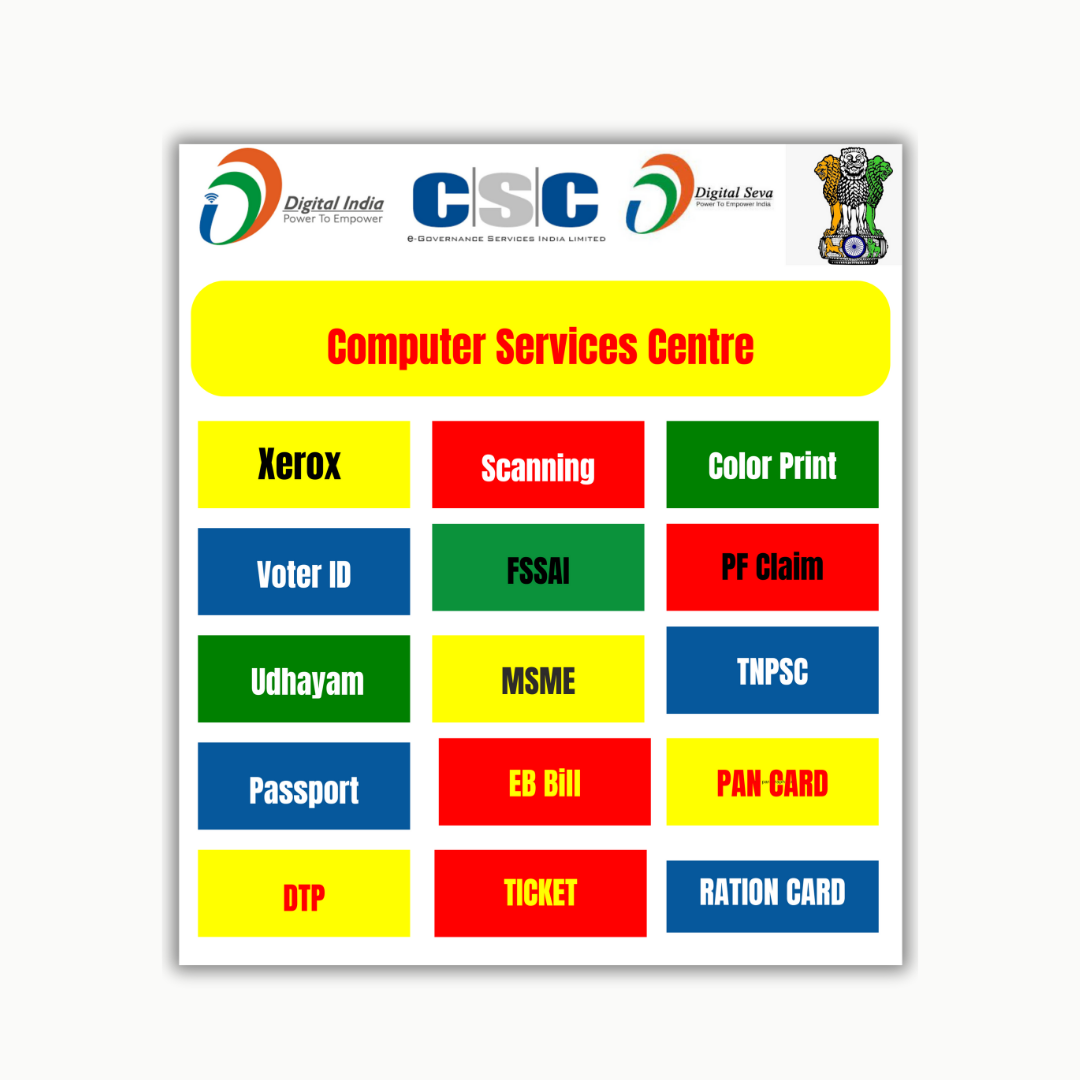 Digital India
Power To Empower
CSC
e-Governance Services India Limited
Digital Seva
Power To Empower India
Computer Services Centre
Xerox
Scanning
Color Print
Voter ID
FSSAI
PF Claim
Udhayam
MSME
TNPSC
Passport
EB Bill
PAN CARD
DTP
TICKET
RATION CARD